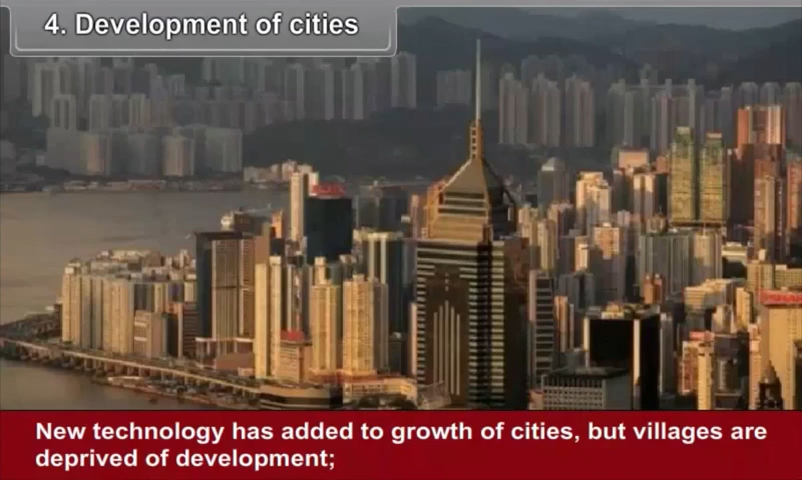 4. Development of cities
New technology has added to growth of cities, but villages are
deprived of development;